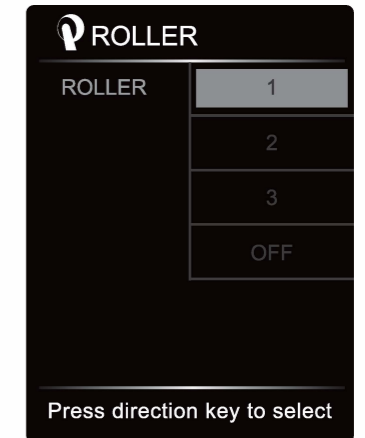 ROLLER
ROLLER 1
2
3
OFF
Press direction key to select